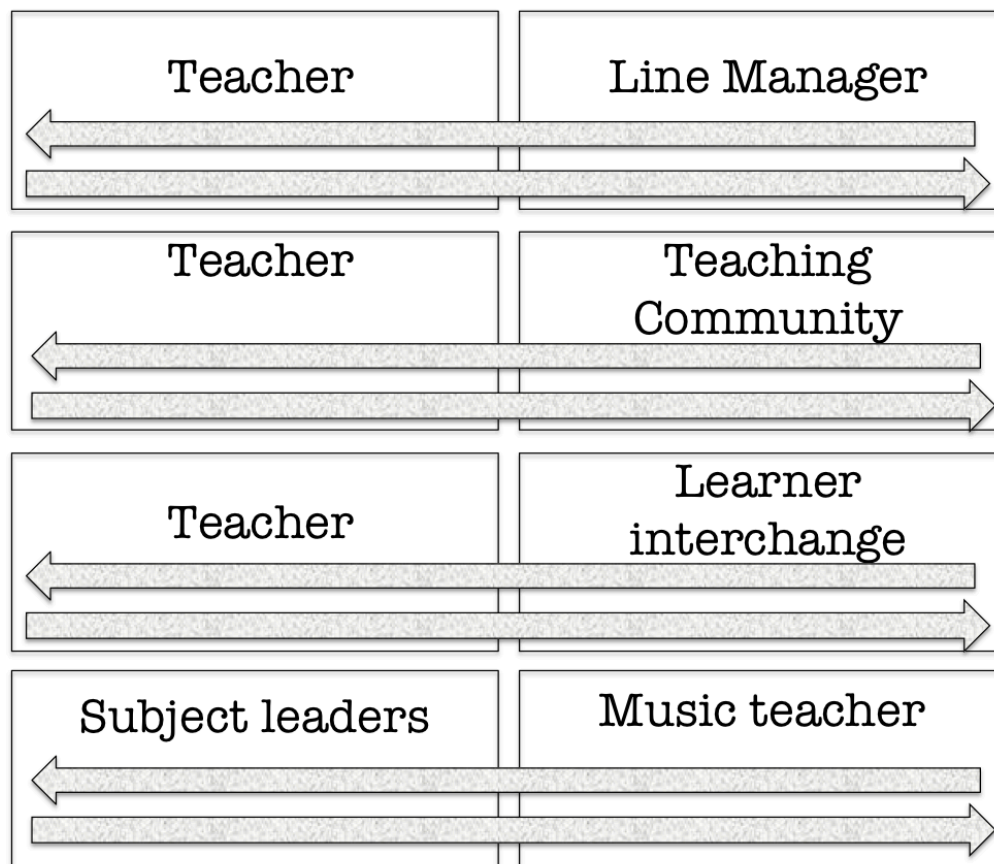 Teacher
Line Manager
Teacher
Teaching
Community
Teacher
Learner
interchange
Subject leaders
Music teacher